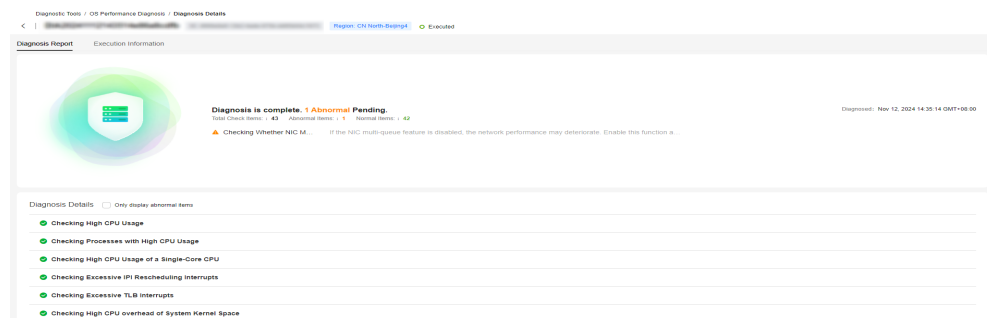 Diagnostic Tools / OS Performance Diagnosis / Diagnosis Details
< | Region: CN North-Beijing4 Executed
Diagnosis Report Execution Information
Diagnosis is complete. 1 Abnormal Pending.
Total Check Items: : 43 Abnormal Items: : 1 Normal Items: : 42
Diagnosed: Nov 12, 2024 14:35:14 GMT+08:00
Checking Whether NIC M... If the NIC multi-queue feature is disabled, the network performance may deteriorate. Enable this function a...
Diagnosis Details Only display abnormal items
Checking High CPU Usage
Checking Processes with High CPU Usage
Checking High CPU Usage of a Single-Core CPU
Checking Excessive IPI Rescheduling Interrupts
Checking Excessive TLB Interrupts
Checking High CPU overhead of System Kernel Space